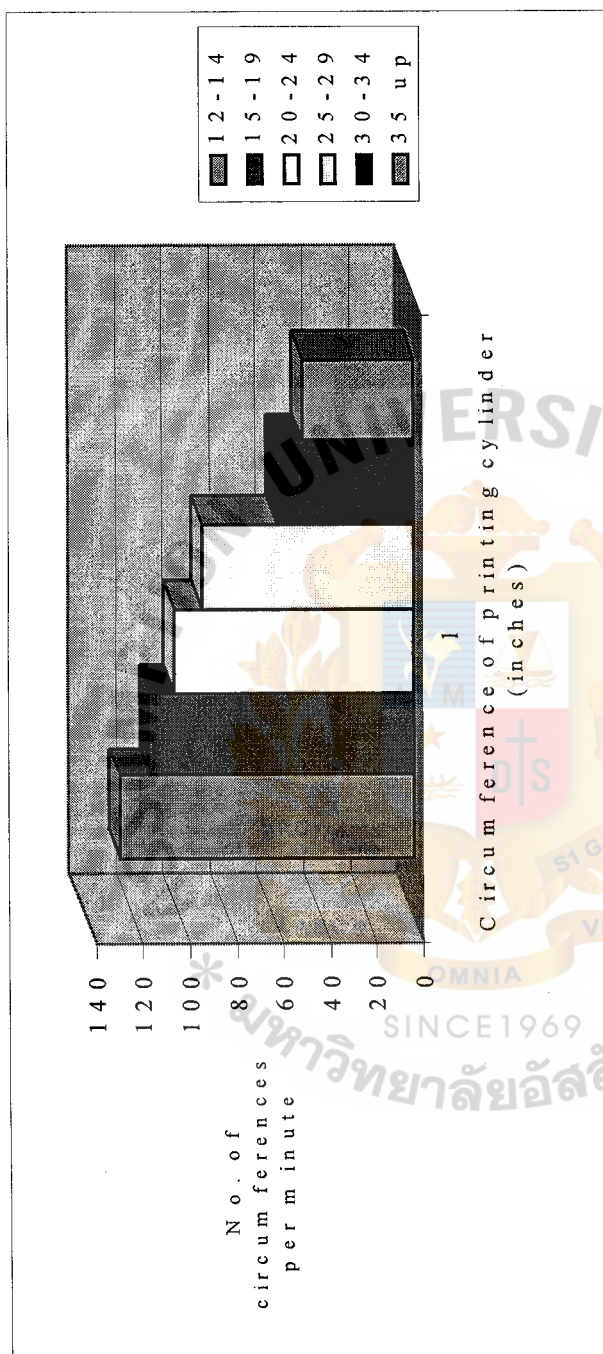 No. of
circumferences
per minute
140
120
100
80
60
40
20
0
1
Circumference of printing cylinder
(inches)
12-14
15-19
20-24
25-29
30-34
35 up
OMNIA
SINCE1969
D S